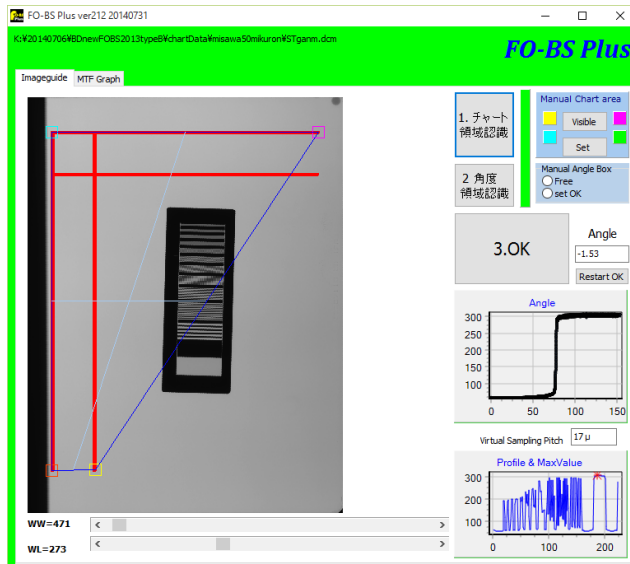 FO-BS Plus ver212 20140731
K:¥20140706¥BDnewFOBS2013typeB¥chartData¥misawa50mikuron¥STganm.dcm
FO-BS Plus
Imageguide
MTF Graph
1. チャート
領域認識
Manual Chart area
Visible
Set
2 角度
領域認識
Manual Angle Box
Free
set OK
3.OK
Angle
-1.53
Restart OK
Angle
300
250
200
150
100
0 50 100 150
Virtual Sampling Pitch 17 μ
Profile & MaxValue
300
200
100
0 100 200
WW=471
WL=273